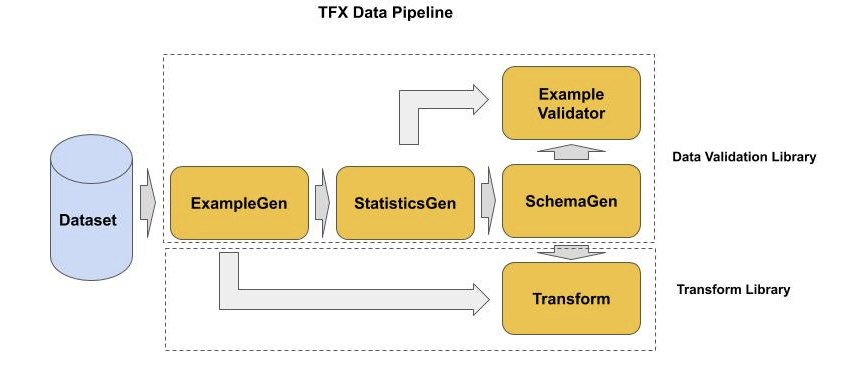 TFX Data Pipeline
Example
Validator
Data Validation Library
Dataset
ExampleGen
StatisticsGen
SchemaGen
Transform
Transform Library